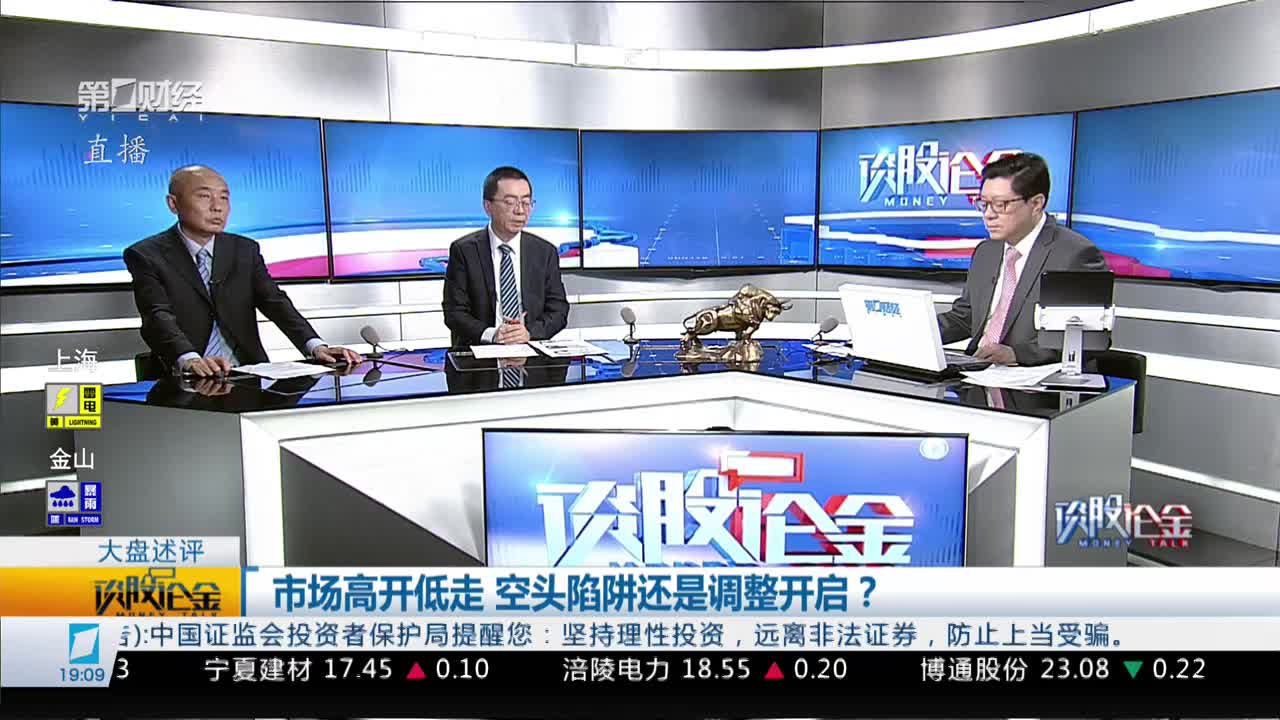 第一财经
YICAI
直播
谈股论金
MONEY
第一财经
上海
雷电
黄 LIGHTNING
金山
暴雨
蓝 RAIN STORM
谈股论金
谈股论金
MONEY TALK
大盘述评
谈股论金
MONEY TALK
市场高开低走 空头陷阱还是调整开启？
告):中国证监会投资者保护局提醒您：坚持理性投资，远离非法证券，防止上当受骗。
19:09
3 宁夏建材 17.45 ▲ 0.10 涪陵电力 18.55 ▲ 0.20 博通股份 23.08 ▼ 0.22